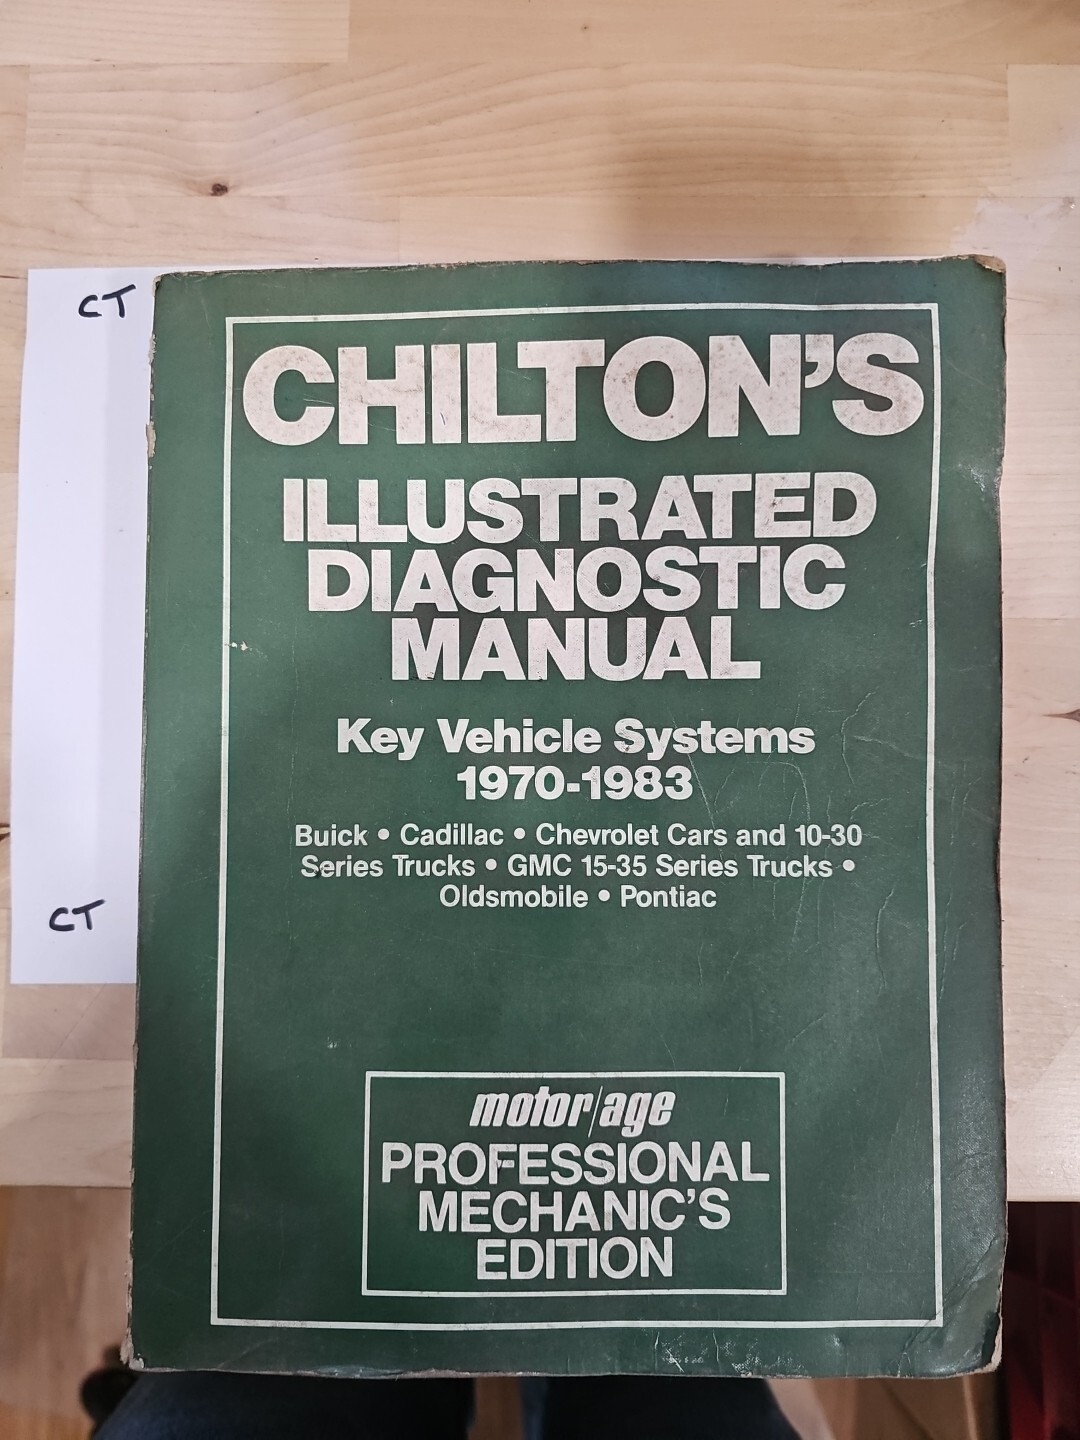 CT
CHILTON'S
ILLUSTRATED
DIAGNOSTIC
MANUAL
Key Vehicle Systems
1970-1983
Buick • Cadillac • Chevrolet Cars and 10-30
Series Trucks • GMC 15-35 Series Trucks •
Oldsmobile • Pontiac
CT
motor/age
PROFESSIONAL
MECHANIC'S
EDITION